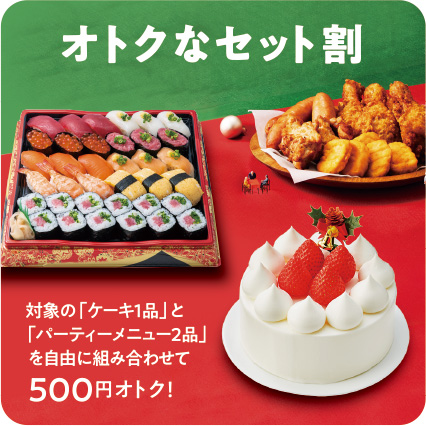 オトクなセット割
対象の「ケーキ1品」と
「パーティーメニュー2品」
を自由に組み合わせて
500円オトク!